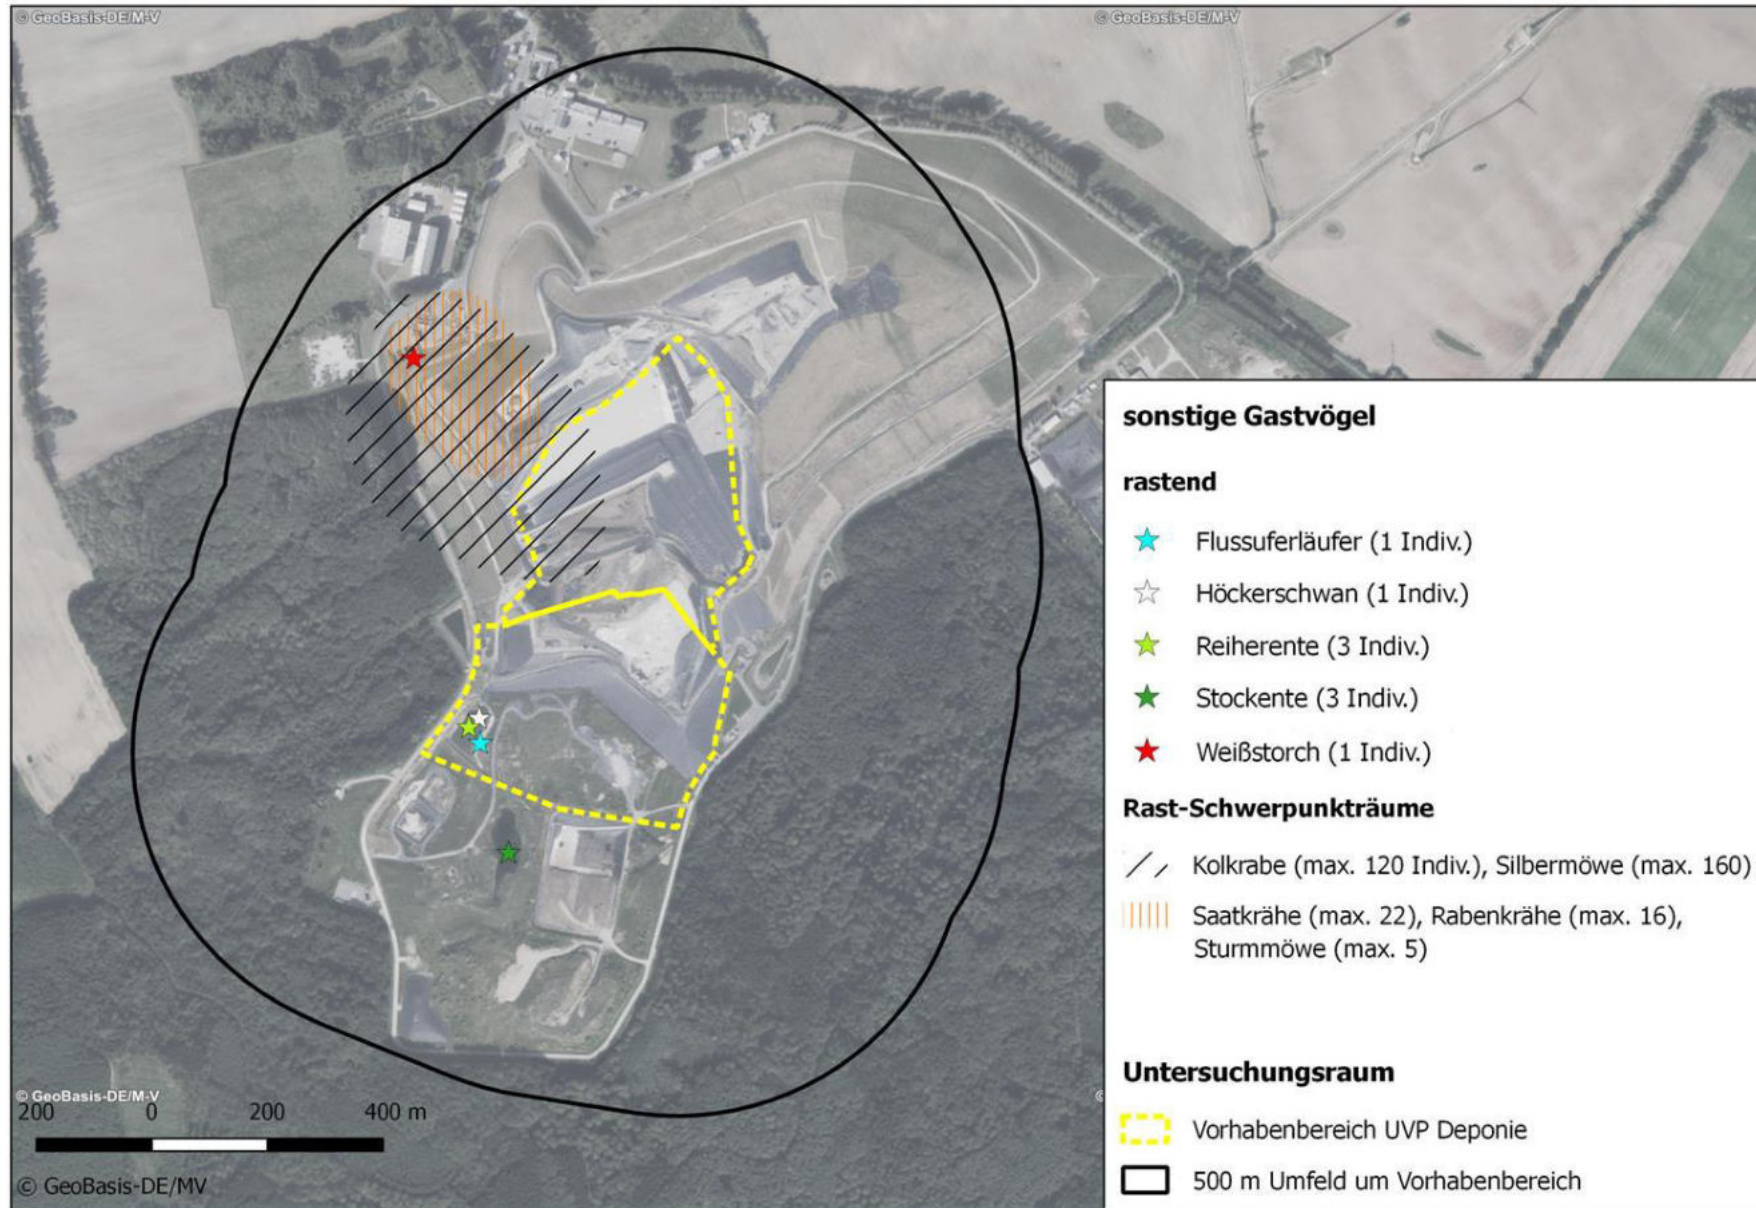 © GeoBasis-DE/M-V
© GeoBasis-DE/M-V
sonstige Gastvögel
rastend
Flussuferläufer (1 Indiv.)
Höckerschwan (1 Indiv.)
Reiherente (3 Indiv.)
Stockente (3 Indiv.)
Weißstorch (1 Indiv.)
Rast-Schwerpunkträume
Kolkrabe (max. 120 Indiv.), Silbermöwe (max. 160)
Saatkrähe (max. 22), Rabenkrähe (max. 16),
Sturmmöwe (max. 5)
Untersuchungsraum
Vorhabenbereich UVP Deponie
500 m Umfeld um Vorhabenbereich
© GeoBasis-DE/M-V
©
200 0 200 400 m
© GeoBasis-DE/MV